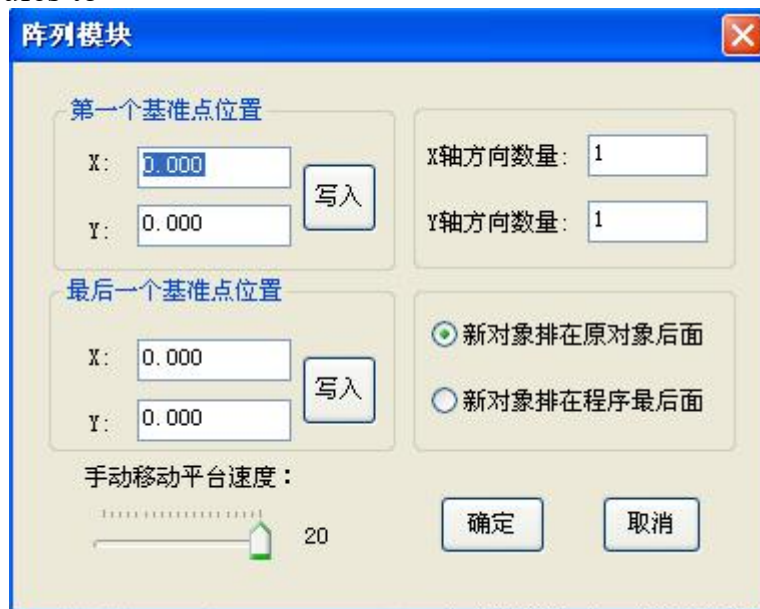 阵列模块
第一个基准点位置
X: 0.000
Y: 0.000
写入
X轴方向数量: 1
Y轴方向数量: 1
最后一个基准点位置
X: 0.000
Y: 0.000
写入
新对象排在原对象后面
新对象排在程序最后面
手动移动平台速度：
20
确定
取消